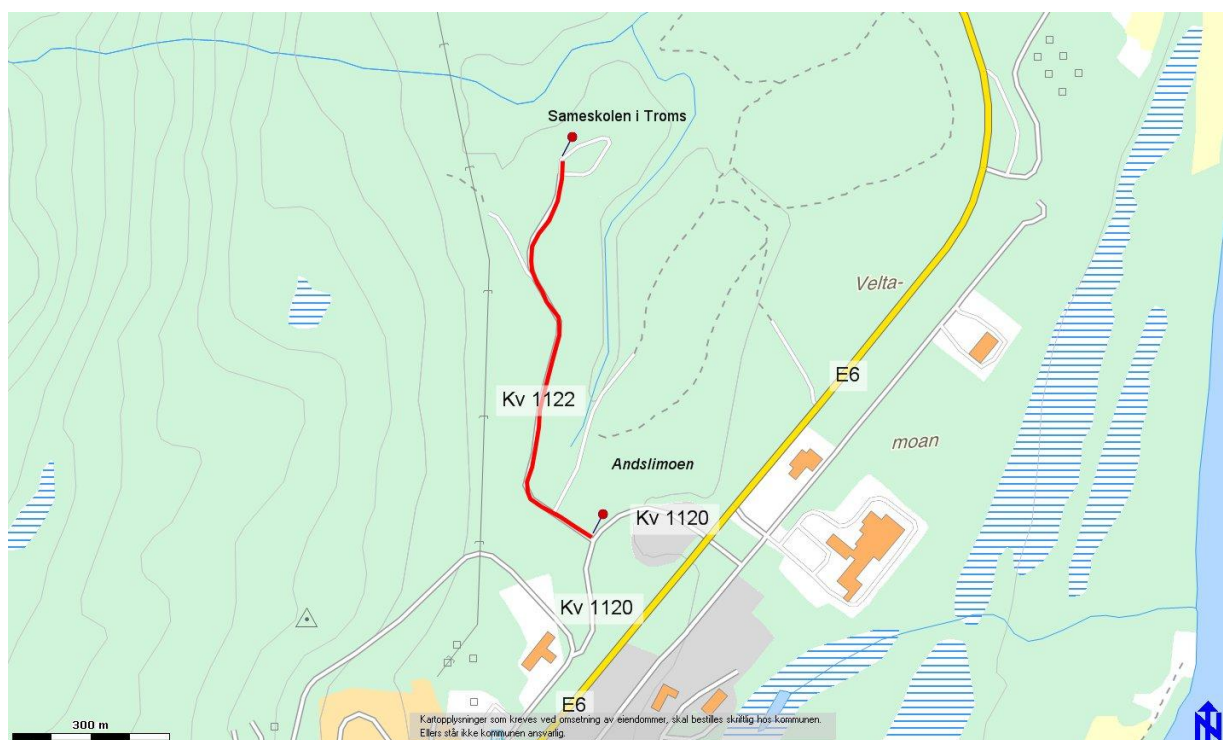 Sameskolen i Troms
Velta-
E6
Kv 1122
moan
Andslimoen
Kv 1120
Kv 1120
E6
300 m
Kartopplysninger som kreves ved omsetning av eiendommer, skal bestilles skriftlig hos kommunen.
Ellers står ikke kommunen ansvarlig.
N